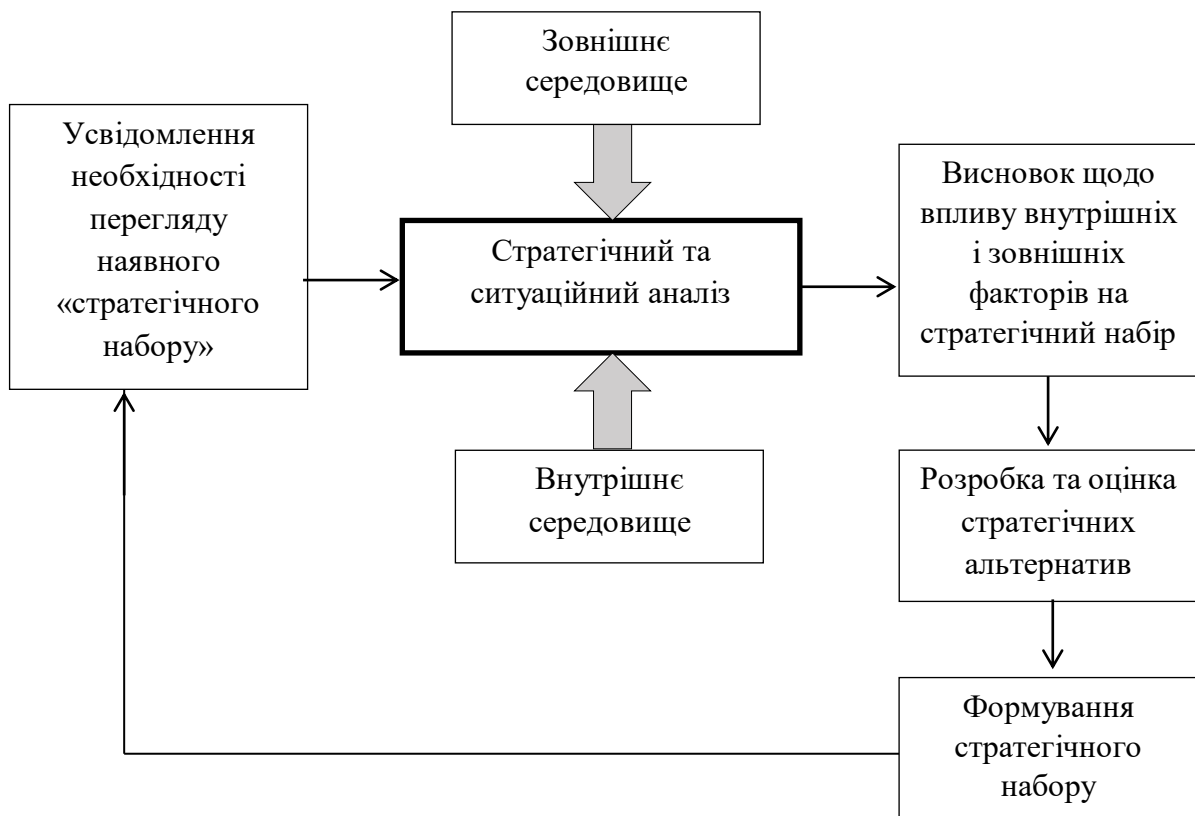 Зовнішнє
середовище
Усвідомлення
необхідності
перегляду
наявного
«стратегічного
набору»
Стратегічний та
ситуаційний аналіз
Висновок щодо
впливу внутрішніх
і зовнішніх
факторів на
стратегічний набір
Внутрішнє
середовище
Розробка та оцінка
стратегічних
альтернатив
Формування
стратегічного
набору